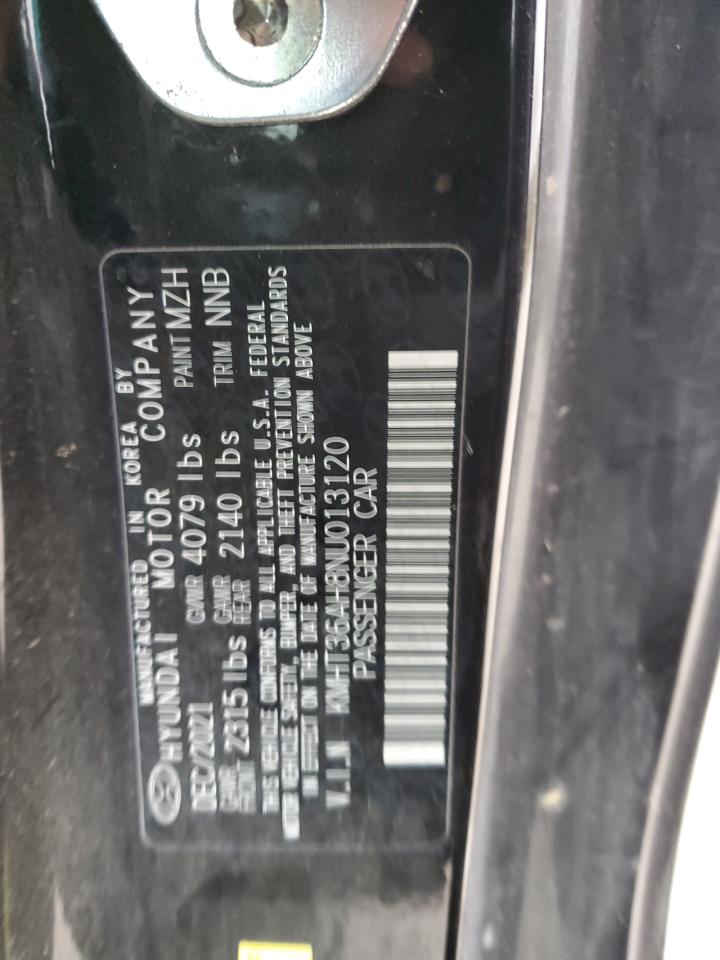 MANUFACTURED IN KOREA BY
HYUNDAI MOTOR COMPANY
DEC/2021 GVWR 4079 lbs PAINT MZH
GAWR FRONT 2315 lbs GAWR REAR 2140 lbs TRIM NNB
THIS VEHICLE CONFORMS TO ALL APPLICABLE U.S.A. FEDERAL
MOTOR VEHICLE SAFETY, BUMPER, AND THEFT PREVENTION STANDARDS
IN EFFECT ON THE DATE OF MANUFACTURE SHOWN ABOVE
V.I.N KMHT36AH8NU013120
PASSENGER CAR